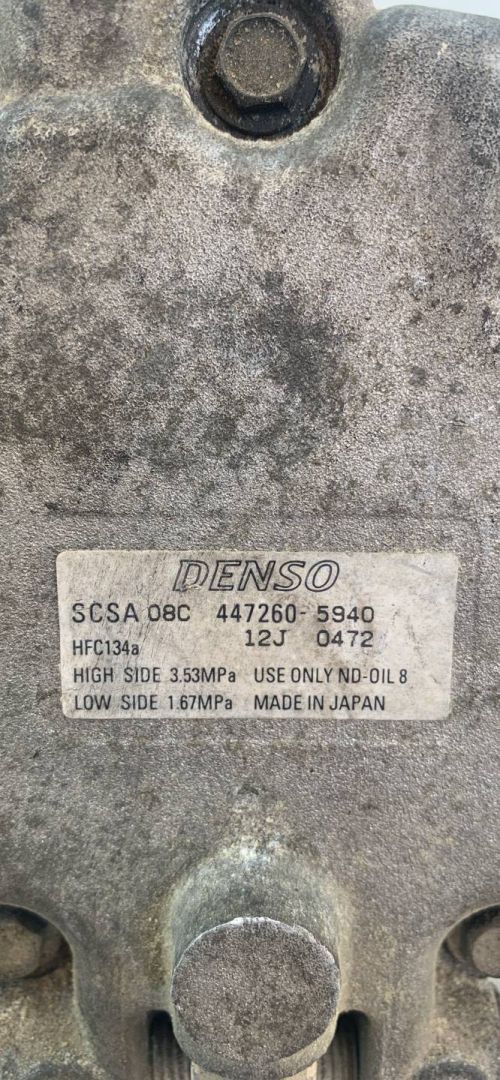 DENSO
SCSA 08C 447260-5940
HFC134a 12J 0472
HIGH SIDE 3.53MPa USE ONLY ND-OIL 8
LOW SIDE 1.67MPa MADE IN JAPAN